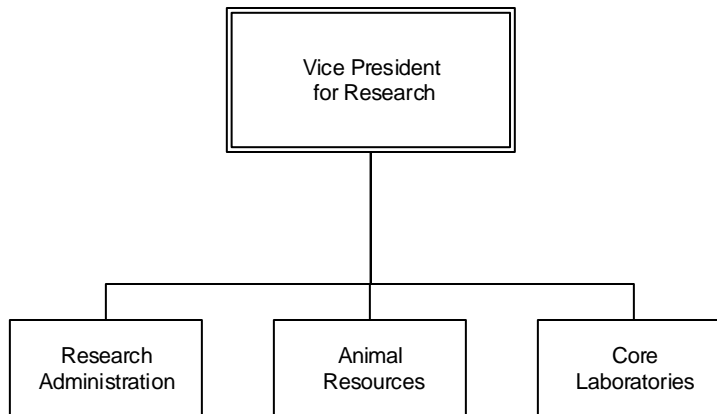 Vice President
for Research
Research
Administration
Animal
Resources
Core
Laboratories